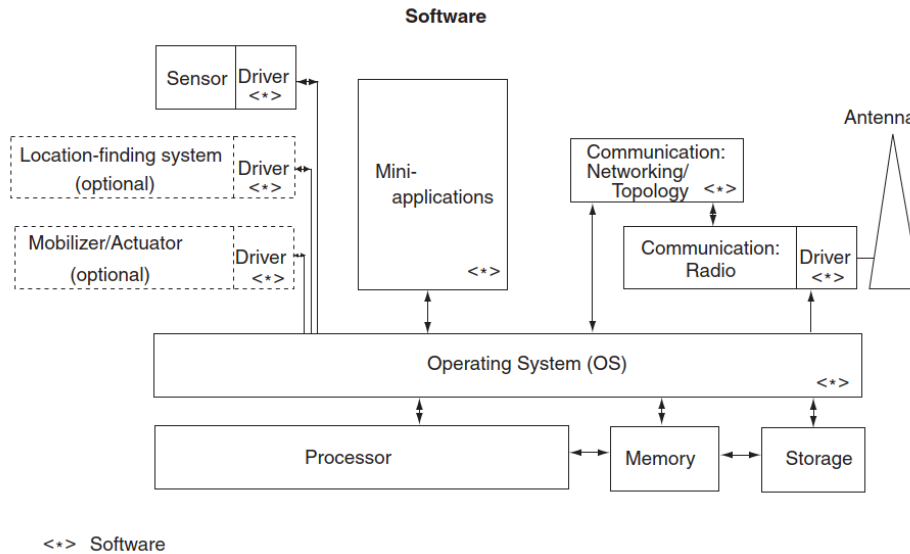 Software
Sensor
Driver
<*>
Antenna
Location-finding system
(optional)
Driver
<*>
Mini-
applications
<*>
Communication:
Networking/
Topology
<*>
Mobilizer/Actuator
(optional)
Driver
<*>
Communication:
Radio
Driver
<*>
Operating System (OS)
<*>
Processor
Memory
Storage
<*> Software